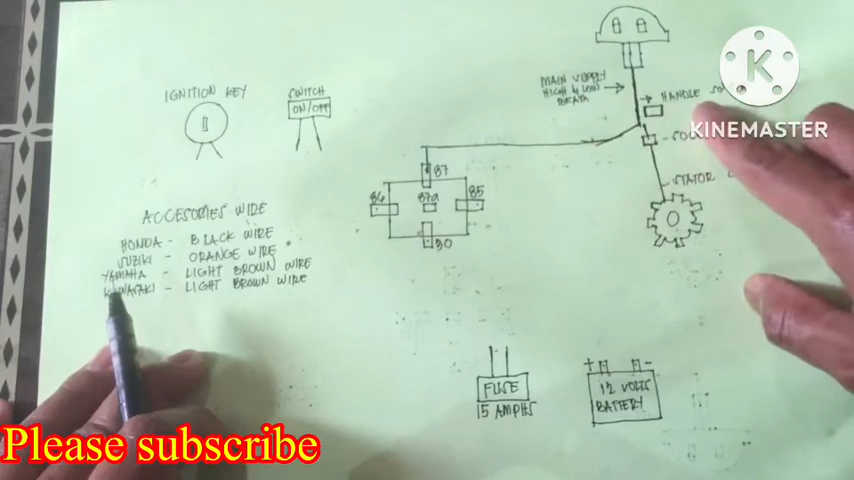 IGNITION KEY
SWITCH
ON/OFF
MAIN SUPPLY
HIGH & LOW
BEAM
HANDLE
KINEMASTER
87
86
87a
85
30
STATOR
ACCESORIES WIRE
HONDA - BLACK WIRE
SUZIKI - ORANGE WIRE
YAMAHA - LIGHT BROWN WIRE
KAWASAKI - LIGHT BROWN WIRE
FUSE
15 AMPHS
+ -
12 VOLTS
BATTERY
Please subscribe